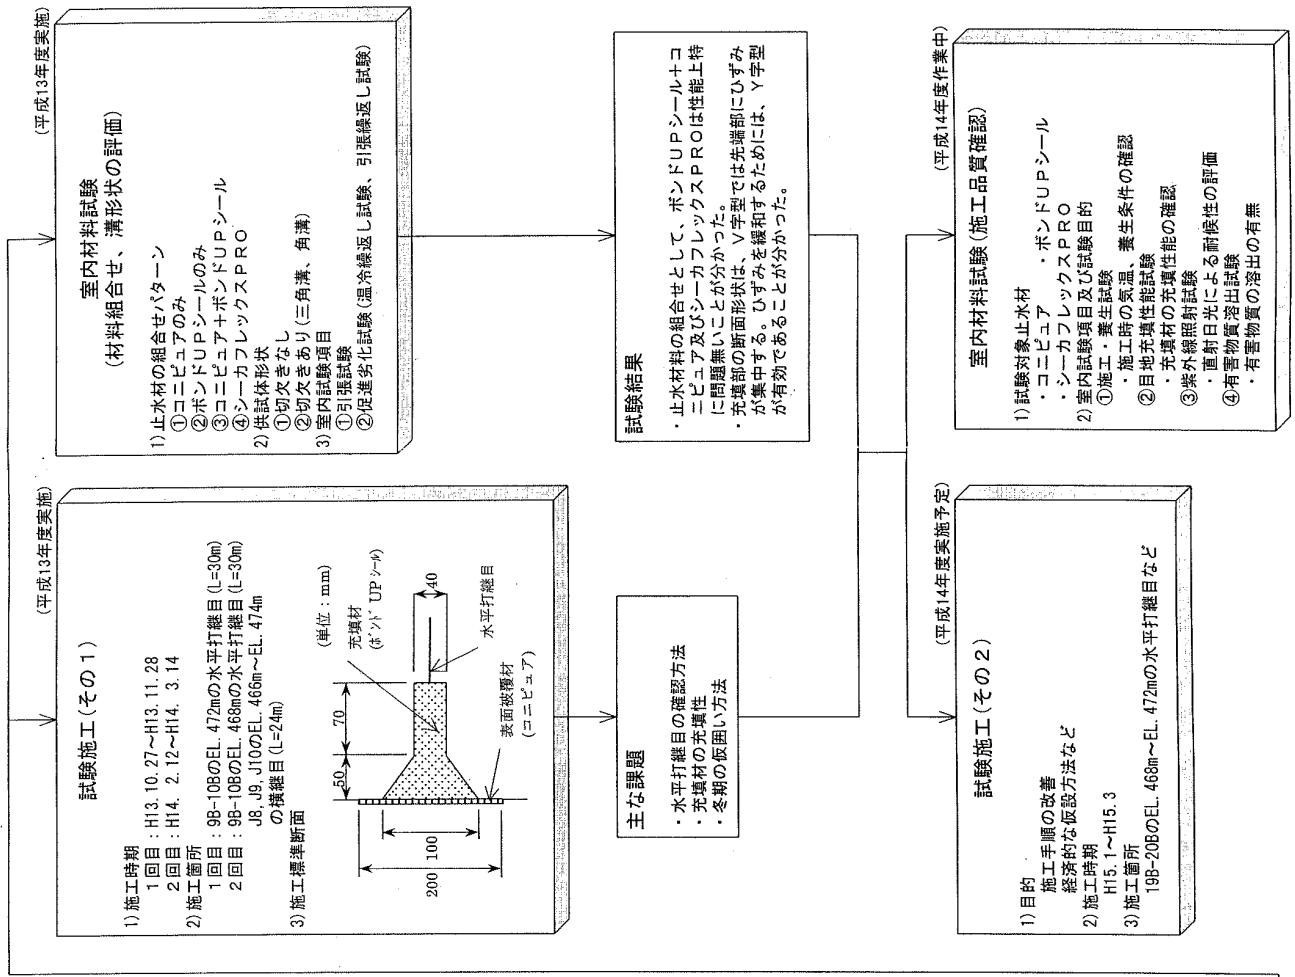 (平成13年度実施)
試験施工(その1)
1) 施工時期
1回目:H13.10.27～H13.11.28
2回目:H14. 2.12～H14. 3.14
2) 施工箇所
1回目:9B-10BのEL.472mの水平打継目(L=30m)
2回目:9B-10BのEL.468mの水平打継目(L=30m)
J8, J9, J10のEL.466m～EL.474m
の横継目(L=24m)
3) 施工標準断面
(単位:mm)
充填材
(ボンドUPシール)
50
70
40
水平打継目
表面被覆材
(コニピュア)
200
100
(平成13年度実施)
室内材料試験
(材料組合せ、溝形状の評価)
1) 止水材の組合せパターン
①コニピュアのみ
②ボンドUPシールのみ
③コニピュア+ボンドUPシール
④シーカフレックスPRO
2) 供試体形状
①切欠きなし
②切欠きあり(三角溝、角溝)
3) 室内試験項目
①引張試験
②促進劣化試験(温冷繰返し試験、引張繰返し試験)
主な課題
・水平打継目の確認方法
・充填材の充填性
・冬期の仮囲い方法
試験結果
・止水材料の組合せとして、ボンドUPシール+コ
ニピュア及びシーカフレックスPROは性能上特
に問題無いことが分かった。
・充填部の断面形状は、V字型では先端部にひずみ
が集中する。ひずみを緩和するためには、Y字型
が有効であることが分かった。
(平成14年度実施予定)
試験施工(その2)
1) 目的
施工手順の改善
経済的な仮設方法など
2) 施工時期
H15.1～H15.3
3) 施工箇所
19B-20BのEL.468m～EL.472mの水平打継目など
(平成14年度作業中)
室内材料試験(施工品質確認)
1) 試験対象止水材
・コニピュア ・ボンドUPシール
・シーカフレックスPRO
2) 室内試験項目及び試験目的
①施工・養生試験
・施工時の気温、養生条件の確認
②目地充填性能試験
・充填材の充填性能の確認
③紫外線照射試験
・直射日光による耐候性の評価
④有害物質溶出試験
・有害物質の溶出の有無